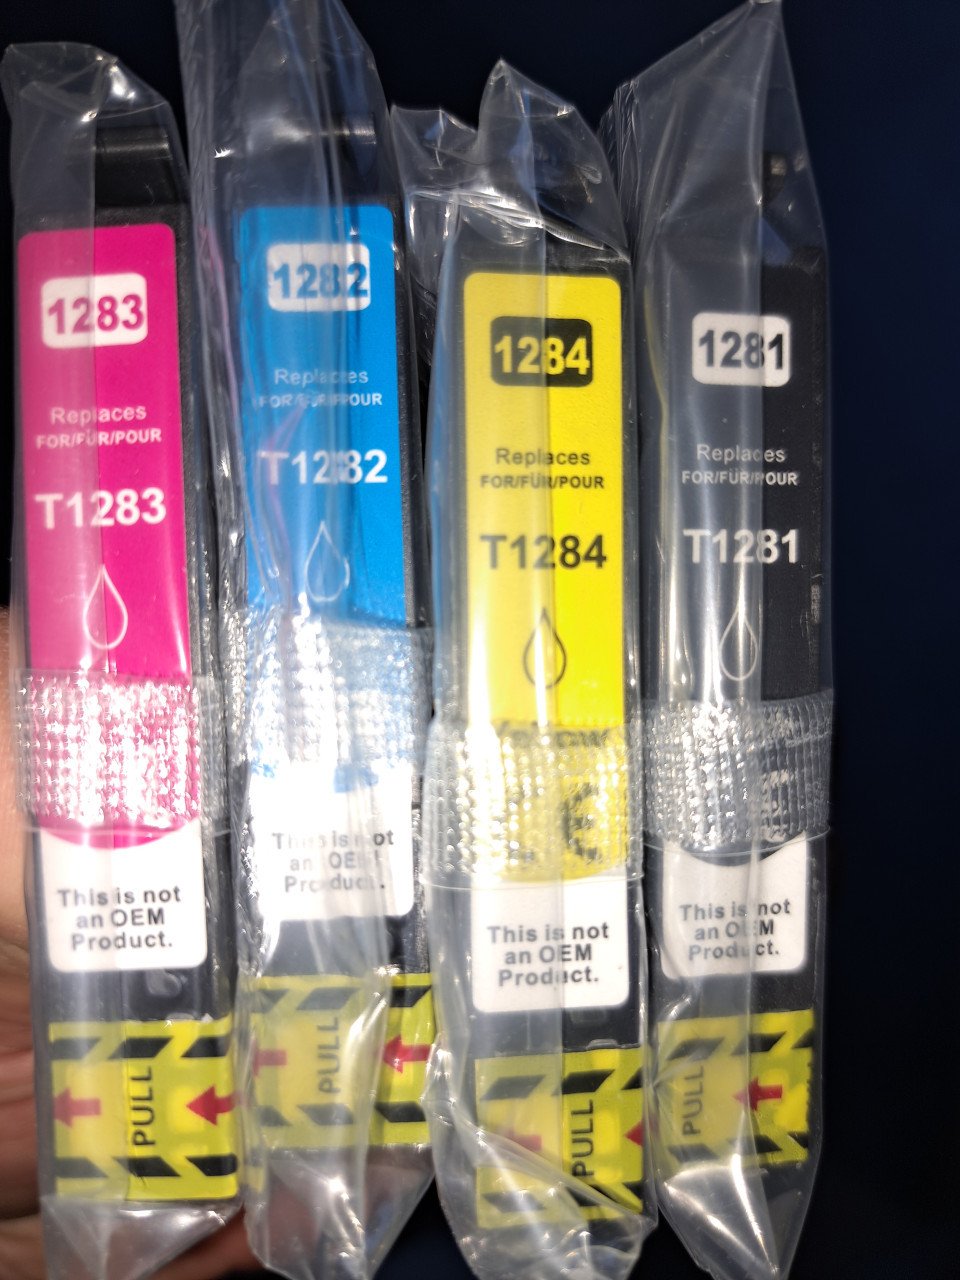 1283
Replaces
FOR/FÜR/POUR
T1283
This is not
an OEM
Product.
PULL
1282
Replaces
FOR/FÜR/POUR
T1282
This is not
an OEM
Product.
PULL
1284
Replaces
FOR/FÜR/POUR
T1284
Yellow
This is not
an OEM
Product.
PULL
1281
Replaces
FOR/FÜR/POUR
T1281
This is not
an OEM
Product.
PULL